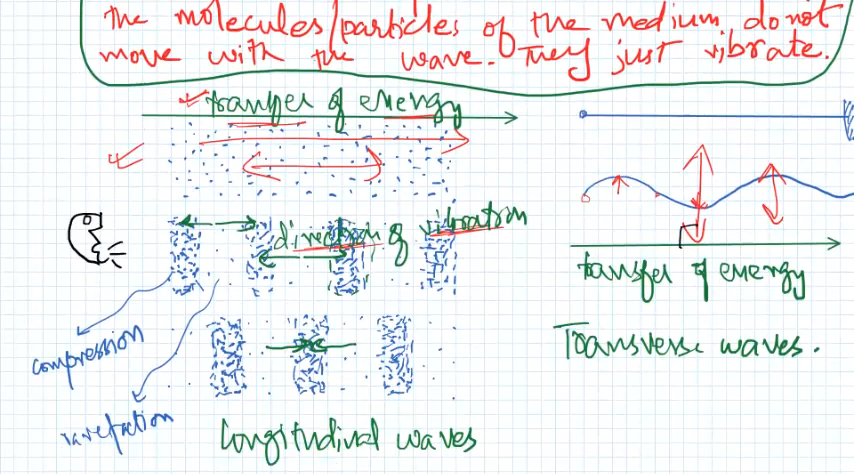 the molecules/particles of the medium do not
move with the wave. They just vibrate.
transfer of energy
direction of vibration
compression
rarefaction
Longitudinal waves
transfer of energy
Transverse waves.